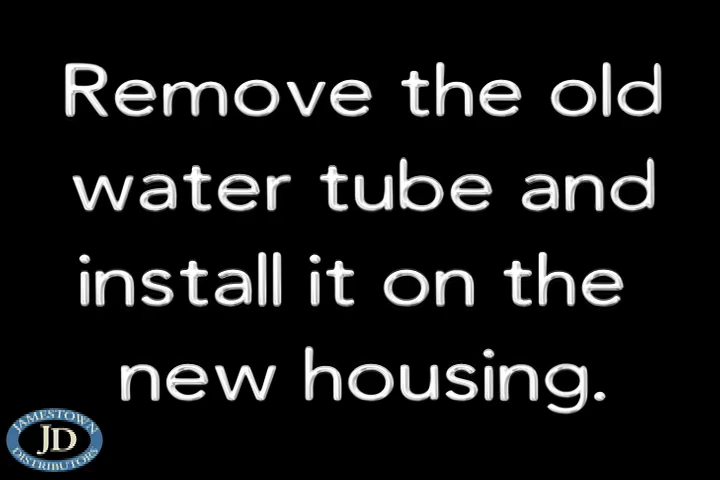 Remove the old
water tube and
install it on the
new housing.
JAMESTOWN
JD
DISTRIBUTORS